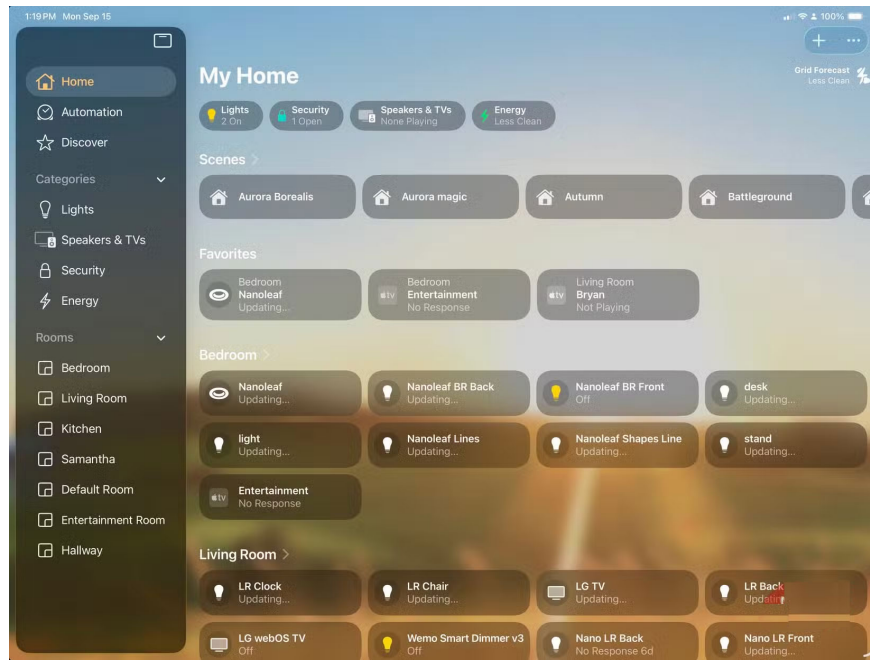 1:19 PM Mon Sep 15
100%
Home
Automation
Discover
Categories
Lights
Speakers & TVs
Security
Energy
Rooms
Bedroom
Living Room
Kitchen
Samantha
Default Room
Entertainment Room
Hallway
My Home
Grid Forecast
Less Clean
Lights
2 On
Security
1 Open
Speakers & TVs
None Playing
Energy
Less Clean
Scenes
Aurora Borealis
Aurora magic
Autumn
Battleground
Favorites
Bedroom
Nanoleaf
Updating...
Bedroom
Entertainment
No Response
Living Room
Bryan
Not Playing
Bedroom
Nanoleaf
Updating...
Nanoleaf BR Back
Updating...
Nanoleaf BR Front
Off
desk
Updating...
light
Updating...
Nanoleaf Lines
Updating...
Nanoleaf Shapes Line
Updating...
stand
Updating...
tv
Entertainment
No Response
Living Room
LR Clock
Updating...
LR Chair
Updating...
LG TV
Updating...
LR Back
LG webOS TV
Off
Wemo Smart Dimmer v3
Off
Nano LR Back
No Response 6d
Nano LR Front
Updating...